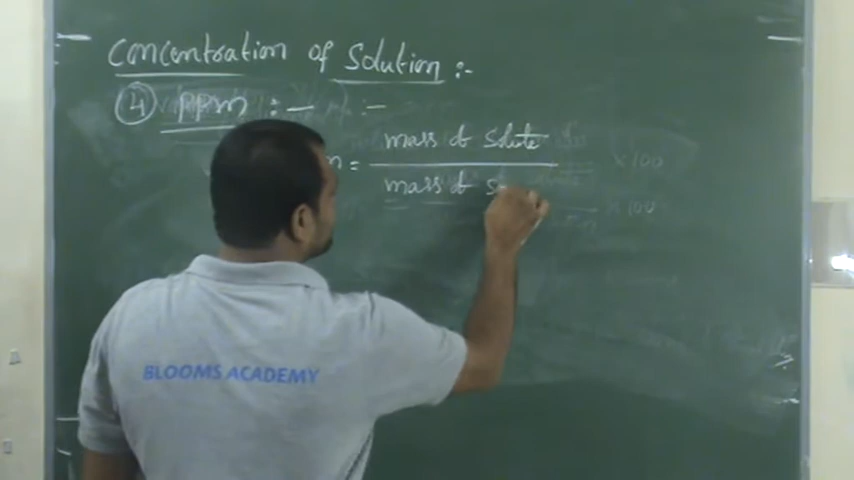 Concentration of Solution :-
④ ppm : -
m = mass of solute
mass of s
BLOOMS ACADEMY